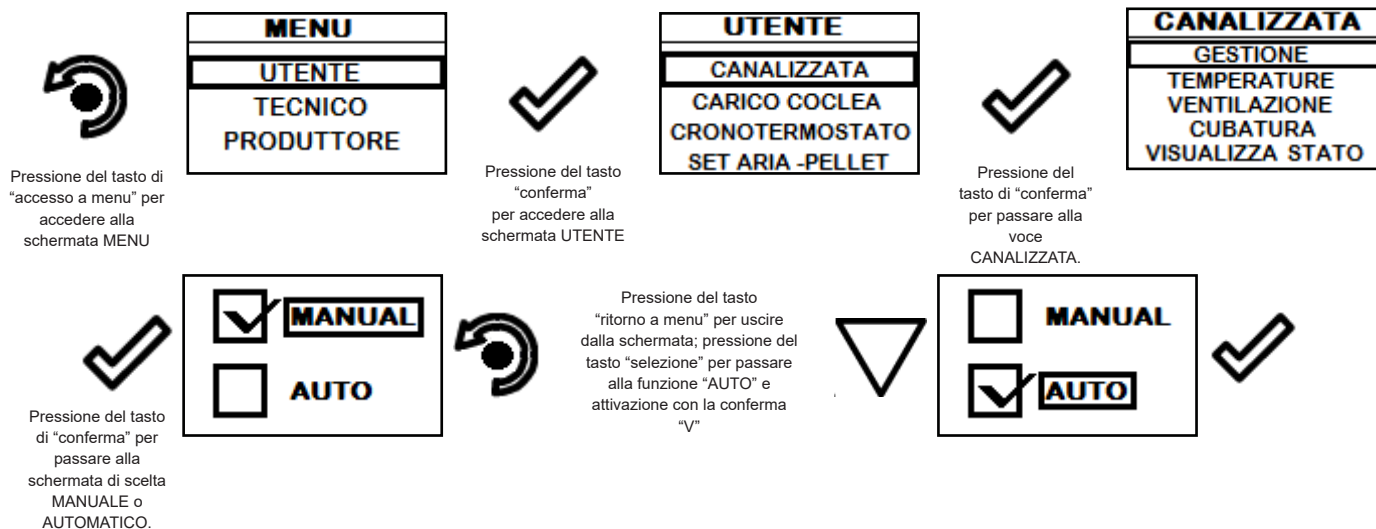 MENU
UTENTE
TECNICO
PRODUTTORE
Pressione del tasto di
“accesso a menu” per
accedere alla
schermata MENU
UTENTE
CANALIZZATA
CARICO COCLEA
CRONOTERMOSTATO
SET ARIA -PELLET
Pressione del tasto
“conferma”
per accedere alla
schermata UTENTE
CANALIZZATA
GESTIONE
TEMPERATURE
VENTILAZIONE
CUBATURA
VISUALIZZA STATO
Pressione del
tasto di “conferma”
per passare alla
voce
CANALIZZATA.
MANUAL
AUTO
Pressione del tasto
di “conferma” per
passare alla
schermata di scelta
MANUALE o
AUTOMATICO.
Pressione del tasto
“ritorno a menu” per uscire
dalla schermata; pressione del
tasto “selezione” per passare
alla funzione “AUTO” e
attivazione con la conferma
“V”
MANUAL
AUTO